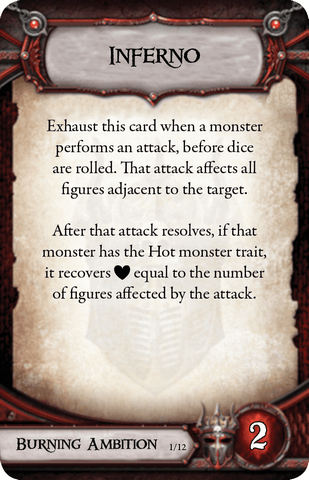 Inferno
Exhaust this card when a monster
performs an attack, before dice
are rolled. That attack affects all
figures adjacent to the target.
After that attack resolves, if that
monster has the Hot monster trait,
it recovers ♥ equal to the number
of figures affected by the attack.
Burning Ambition 1/12 2